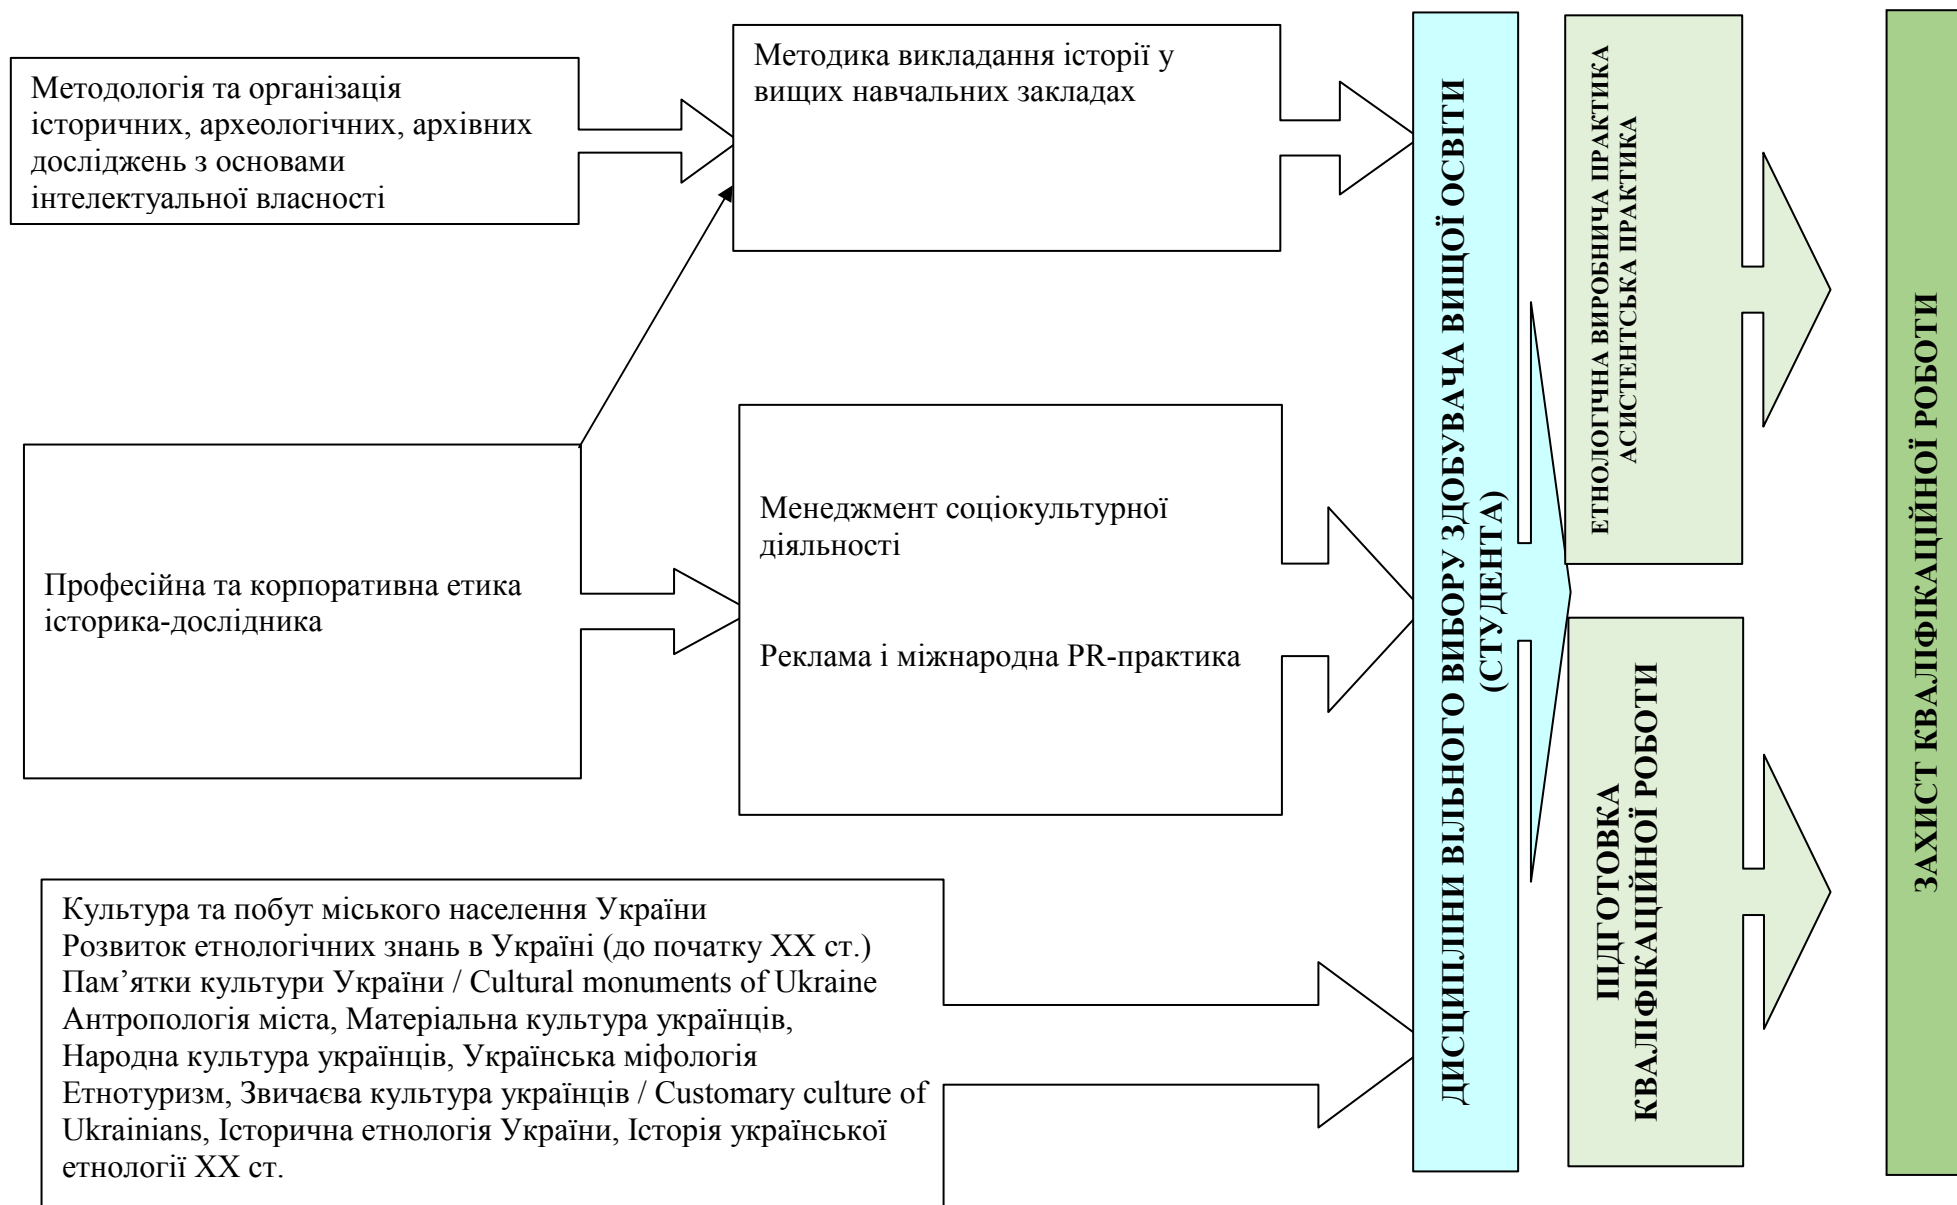 Методологія та організація
історичних, археологічних, архівних
досліджень з основами
інтелектуальної власності
Методика викладання історії у
вищих навчальних закладах
Професійна та корпоративна етика
історика-дослідника
Менеджмент соціокультурної
діяльності
Реклама і міжнародна PR-практика
Культура та побут міського населення України
Розвиток етнологічних знань в Україні (до початку ХХ ст.)
Пам’ятки культури України / Cultural monuments of Ukraine
Антропологія міста, Матеріальна культура українців,
Народна культура українців, Українська міфологія
Етнотуризм, Звичаєва культура українців / Customary culture of
Ukrainians, Історична етнологія України, Історія української
етнології ХХ ст.
ДИСЦИПЛІНИ ВІЛЬНОГО ВИБОРУ ЗДОБУВАЧА ВИЩОЇ ОСВІТИ
(СТУДЕНТА)
ЕТНОЛОГІЧНА ВИРОБНИЧА ПРАКТИКА
АСИСТЕНТСЬКА ПРАКТИКА
ПІДГОТОВКА
КВАЛІФІКАЦІЙНОЇ РОБОТИ
ЗАХИСТ КВАЛІФІКАЦІЙНОЇ РОБОТИ